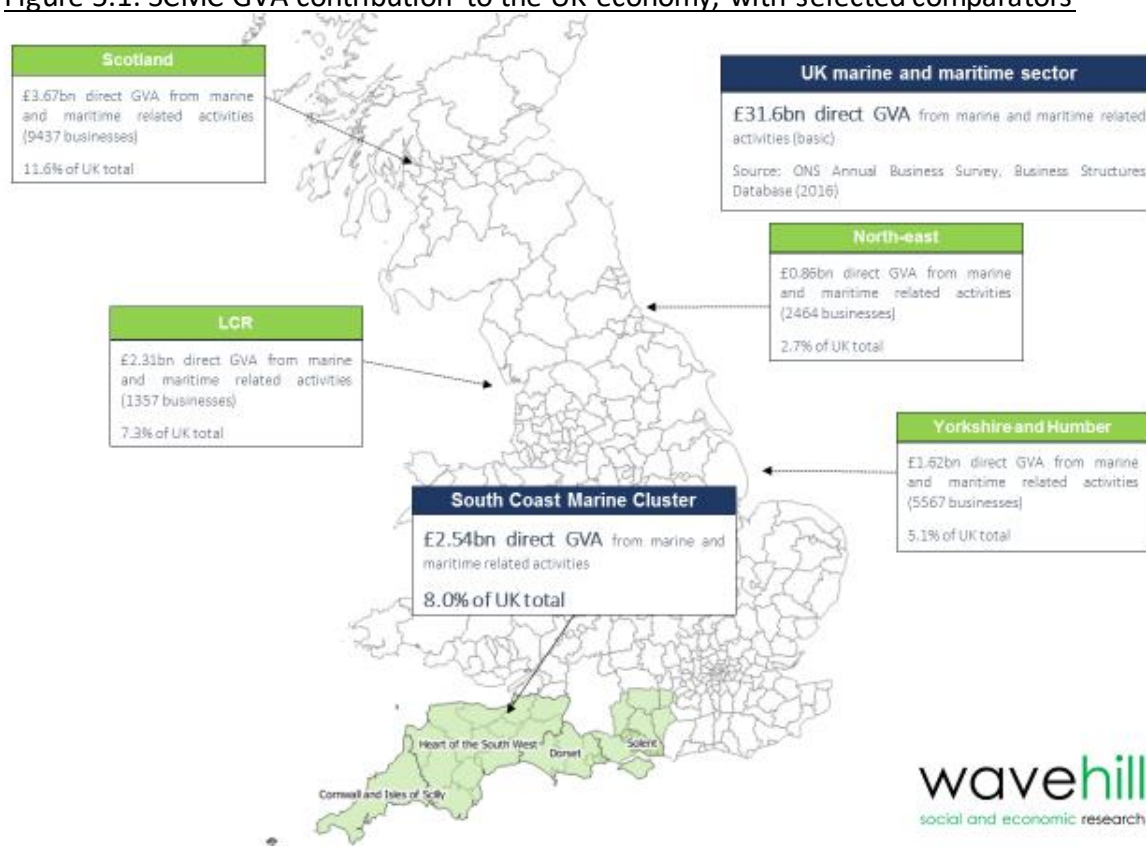 Figure 5.1: SCMC GVA contribution to the UK economy, with selected comparators
Scotland
£3.67bn direct GVA from marine
and maritime related activities
(9437 businesses)
11.6% of UK total
UK marine and maritime sector
£31.6bn direct GVA from marine and maritime related
activities (basic)
Source: ONS Annual Business Survey, Business Structures
Database (2016)
North-east
£0.86bn direct GVA from marine
and maritime related activities
(2464 businesses)
2.7% of UK total
LCR
£2.31bn direct GVA from marine
and maritime related activities
(1357 businesses)
7.3% of UK total
Yorkshire and Humber
£1.62bn direct GVA from marine
and maritime related activities
(5567 businesses)
5.1% of UK total
South Coast Marine Cluster
£2.54bn direct GVA from marine and
maritime related activities
8.0% of UK total
Heart of the South West
Dorset
Solent
Cornwall and Isles of Scilly
wavehill
social and economic research